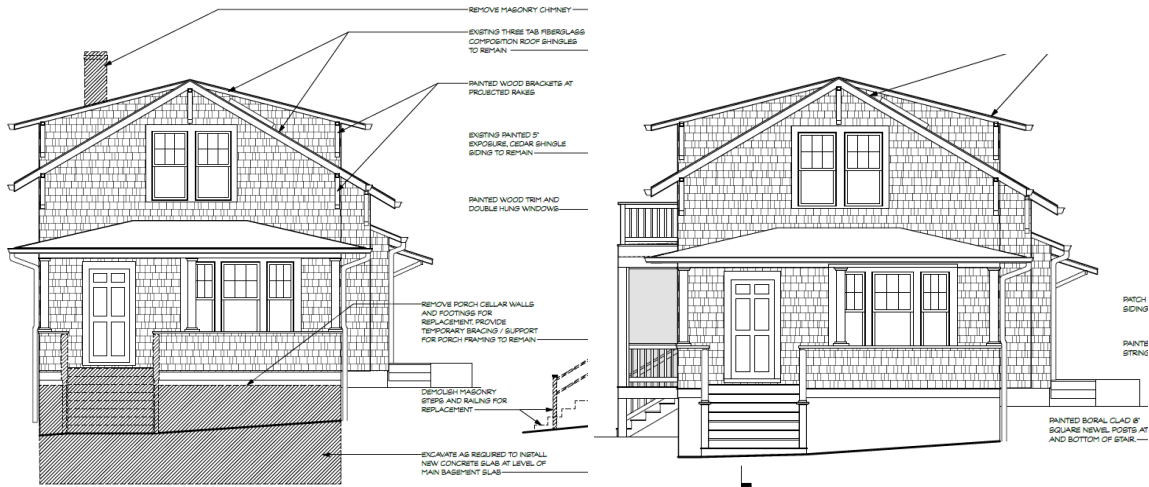 REMOVE MASONRY CHIMNEY
EXISTING THREE TAB FIBERGLASS
COMPOSITION ROOF SHINGLES
TO REMAIN
PAINTED WOOD BRACKETS AT
PROJECTED RAKES
EXISTING PAINTED 5"
EXPOSURE, CEDAR SHINGLE
SIDING TO REMAIN
PAINTED WOOD TRIM AND
DOUBLE HUNG WINDOWS
REMOVE PORCH CELLAR WALLS
AND FOOTINGS FOR
REPLACEMENT. PROVIDE
TEMPORARY BRACING / SUPPORT
FOR PORCH FRAMING TO REMAIN
DEMOLISH MASONRY
STEPS AND RAILING FOR
REPLACEMENT
EXCAVATE AS REQUIRED TO INSTALL
NEW CONCRETE SLAB AT LEVEL OF
MAIN BASEMENT SLAB
PATCH
SIDING
PAINTE
STRING
PAINTED BORAL CLAD 6"
SQUARE NEWEL POSTS AT
AND BOTTOM OF STAIR